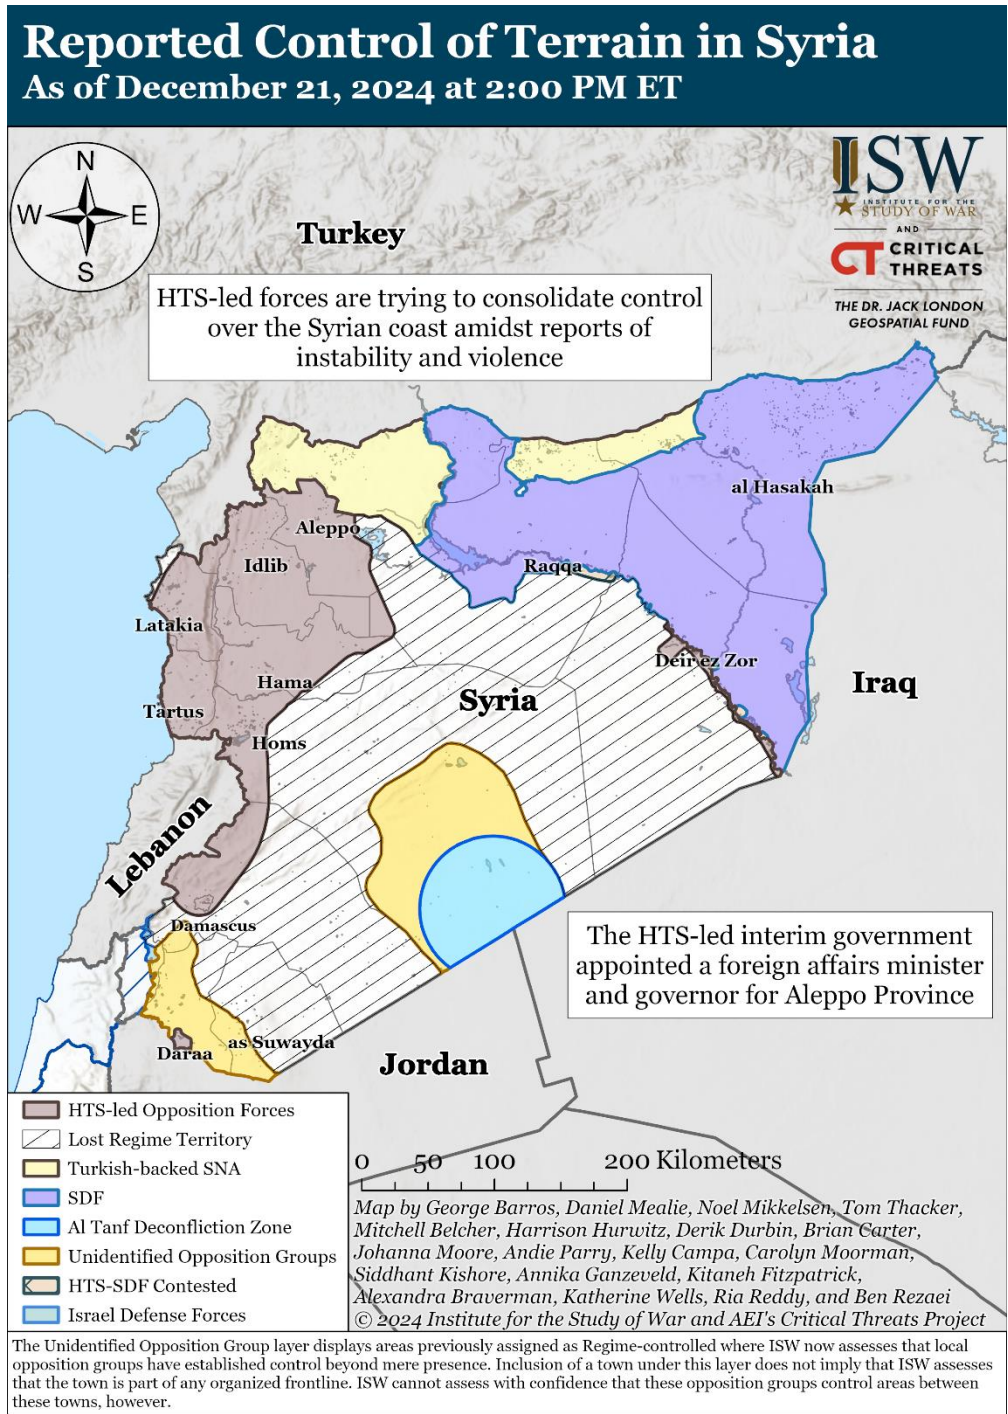 Reported Control of Terrain in Syria
As of December 21, 2024 at 2:00 PM ET
N
W
E
S
ISW
INSTITUTE FOR THE
STUDY OF WAR
AND
CT CRITICAL
THREATS
THE DR. JACK LONDON
GEOSPATIAL FUND
Turkey
HTS-led forces are trying to consolidate control
over the Syrian coast amidst reports of
instability and violence
al Hasakah
Aleppo
Idlib
Raqqa
Latakia
Deir ez Zor
Hama
Syria
Iraq
Tartus
Homs
Lebanon
Damascus
The HTS-led interim government
appointed a foreign affairs minister
and governor for Aleppo Province
Daraa
as Suwayda
Jordan
HTS-led Opposition Forces
Lost Regime Territory
Turkish-backed SNA
SDF
Al Tanf Deconfliction Zone
Unidentified Opposition Groups
HTS-SDF Contested
Israel Defense Forces
0 50 100 200 Kilometers
Map by George Barros, Daniel Mealie, Noel Mikkelsen, Tom Thacker,
Mitchell Belcher, Harrison Hurwitz, Derik Durbin, Brian Carter,
Johanna Moore, Andie Parry, Kelly Campa, Carolyn Moorman,
Siddhant Kishore, Annika Ganzeveld, Kitaneh Fitzpatrick,
Alexandra Braverman, Katherine Wells, Ria Reddy, and Ben Rezaei
© 2024 Institute for the Study of War and AEI's Critical Threats Project
The Unidentified Opposition Group layer displays areas previously assigned as Regime-controlled where ISW now assesses that local
opposition groups have established control beyond mere presence. Inclusion of a town under this layer does not imply that ISW assesses
that the town is part of any organized frontline. ISW cannot assess with confidence that these opposition groups control areas between
these towns, however.